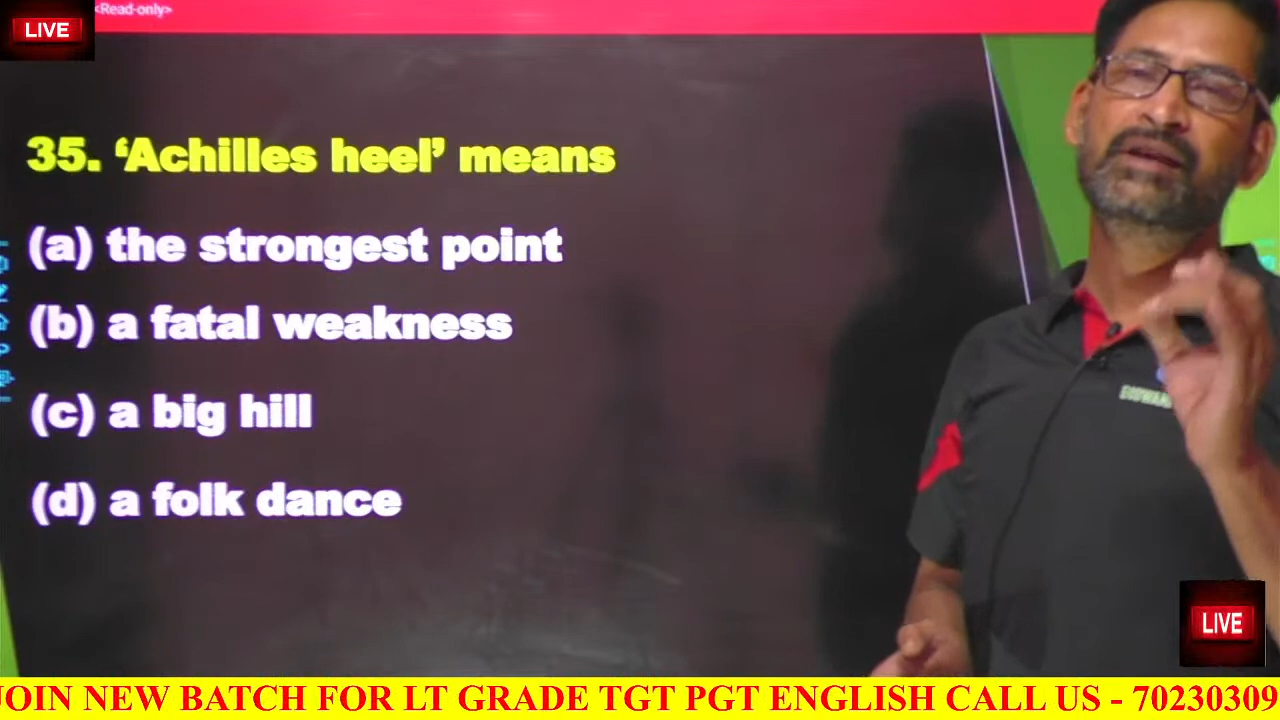 LIVE
<Read-only>
35. ‘Achilles heel’ means
(a) the strongest point
(b) a fatal weakness
(c) a big hill
(d) a folk dance
LIVE
JOIN NEW BATCH FOR LT GRADE TGT PGT ENGLISH CALL US - 70230309